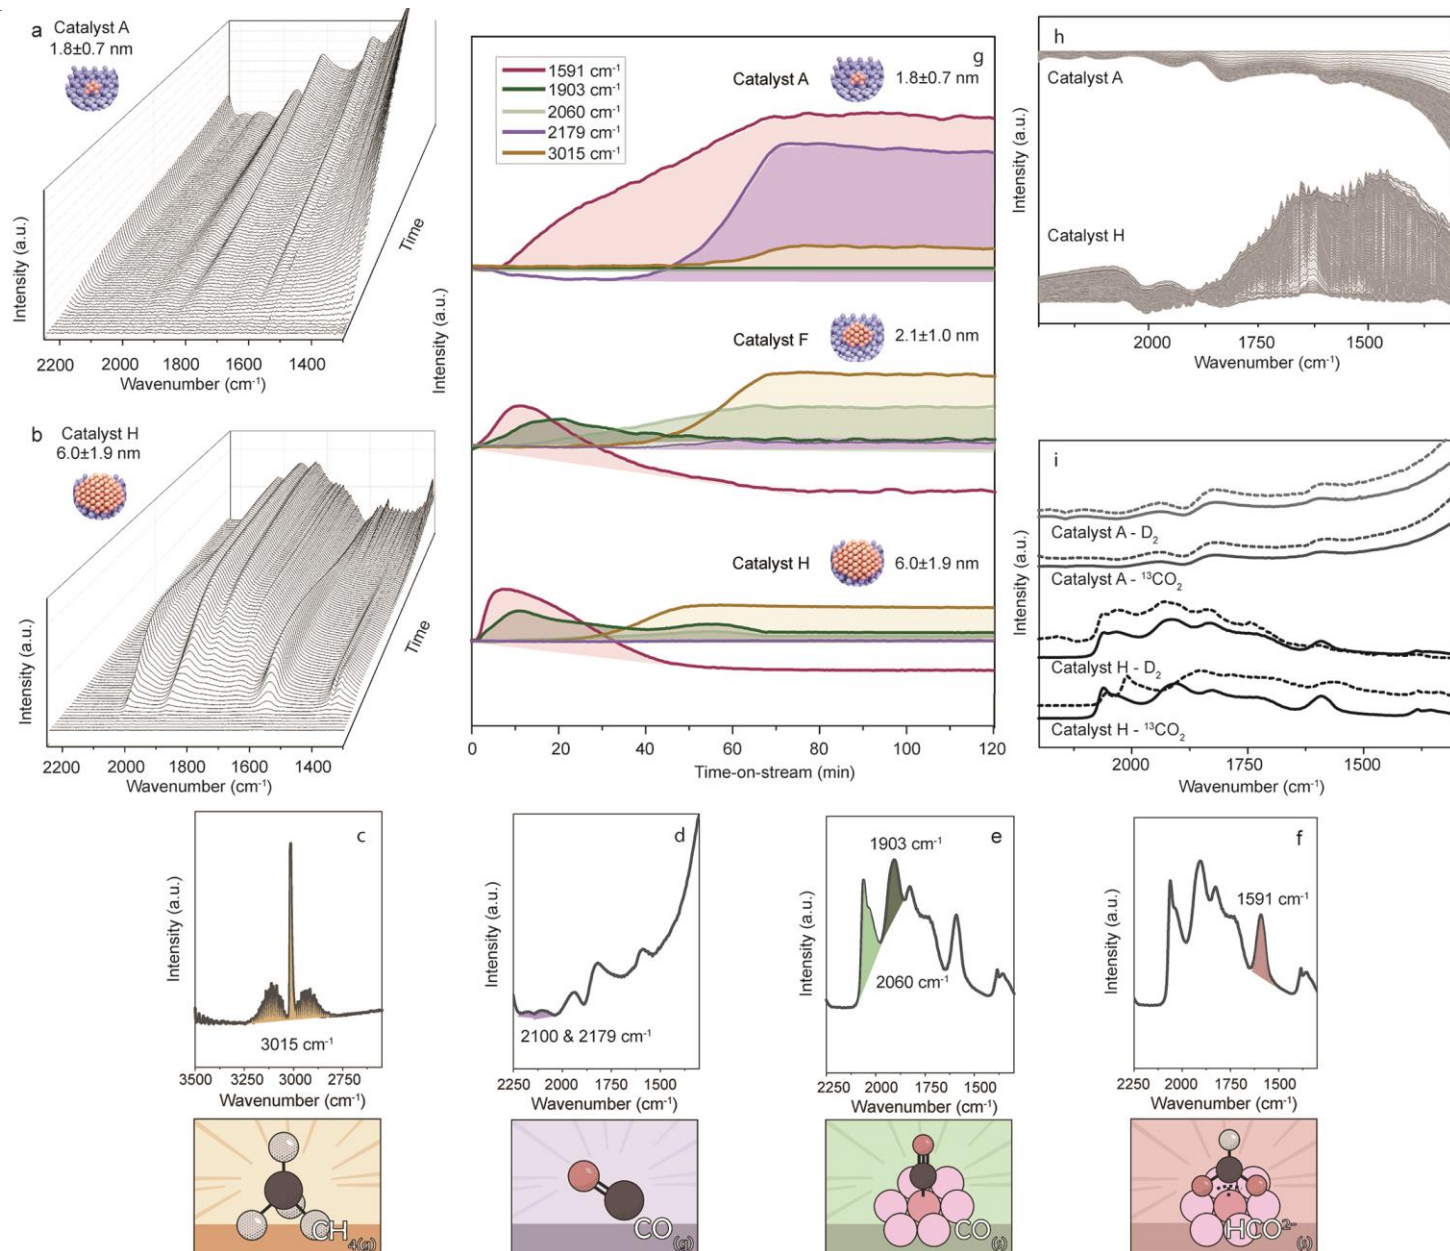 a
Catalyst A
1.8±0.7 nm
Intensity (a.u.)
Time
2200 2000 1800 1600 1400
Wavenumber (cm⁻¹)
b
Catalyst H
6.0±1.9 nm
Intensity (a.u.)
Time
2200 2000 1800 1600 1400
Wavenumber (cm⁻¹)
g
1591 cm⁻¹
1903 cm⁻¹
2060 cm⁻¹
2179 cm⁻¹
3015 cm⁻¹
Catalyst A 1.8±0.7 nm
Catalyst F 2.1±1.0 nm
Catalyst H 6.0±1.9 nm
Intensity (a.u.)
0 20 40 60 80 100 120
Time-on-stream (min)
h
Catalyst A
Catalyst H
Intensity (a.u.)
2000 1750 1500
Wavenumber (cm⁻¹)
i
Catalyst A - D₂
Catalyst A - ¹³CO₂
Catalyst H - D₂
Catalyst H - ¹³CO₂
Intensity (a.u.)
2000 1750 1500
Wavenumber (cm⁻¹)
c
3015 cm⁻¹
Intensity (a.u.)
3500 3250 3000 2750
Wavenumber (cm⁻¹)
CH4(g)
d
2100 & 2179 cm⁻¹
Intensity (a.u.)
2250 2000 1750 1500
Wavenumber (cm⁻¹)
CO(g)
e
1903 cm⁻¹
2060 cm⁻¹
Intensity (a.u.)
2250 2000 1750 1500
Wavenumber (cm⁻¹)
CO(s)
f
1591 cm⁻¹
Intensity (a.u.)
2250 2000 1750 1500
Wavenumber (cm⁻¹)
HCO²⁻(s)